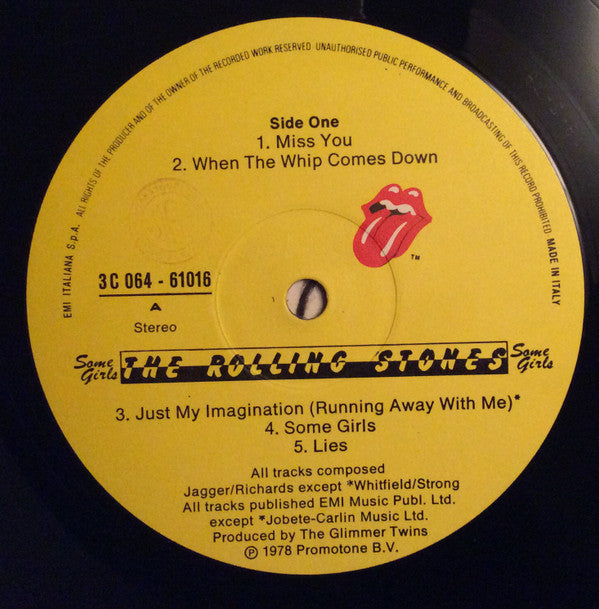 EMI ITALIANA S.p.A. ALL RIGHTS OF THE PRODUCER AND OF THE OWNER OF THE RECORDED WORK RESERVED UNAUTHORISED PUBLIC PERFORMANCE AND BROADCASTING OF THIS RECORD PROHIBITED MADE IN ITALY
Side One
1. Miss You
2. When The Whip Comes Down
TM
3C 064 - 61016
A
Stereo
Some Girls
THE ROLLING STONES
Some Girls
3. Just My Imagination (Running Away With Me)*
4. Some Girls
5. Lies
All tracks composed
Jagger/Richards except *Whitfield/Strong
All tracks published EMI Music Publ. Ltd.
except *Jobete-Carlin Music Ltd.
Produced by The Glimmer Twins
℗ 1978 Promotone B.V.